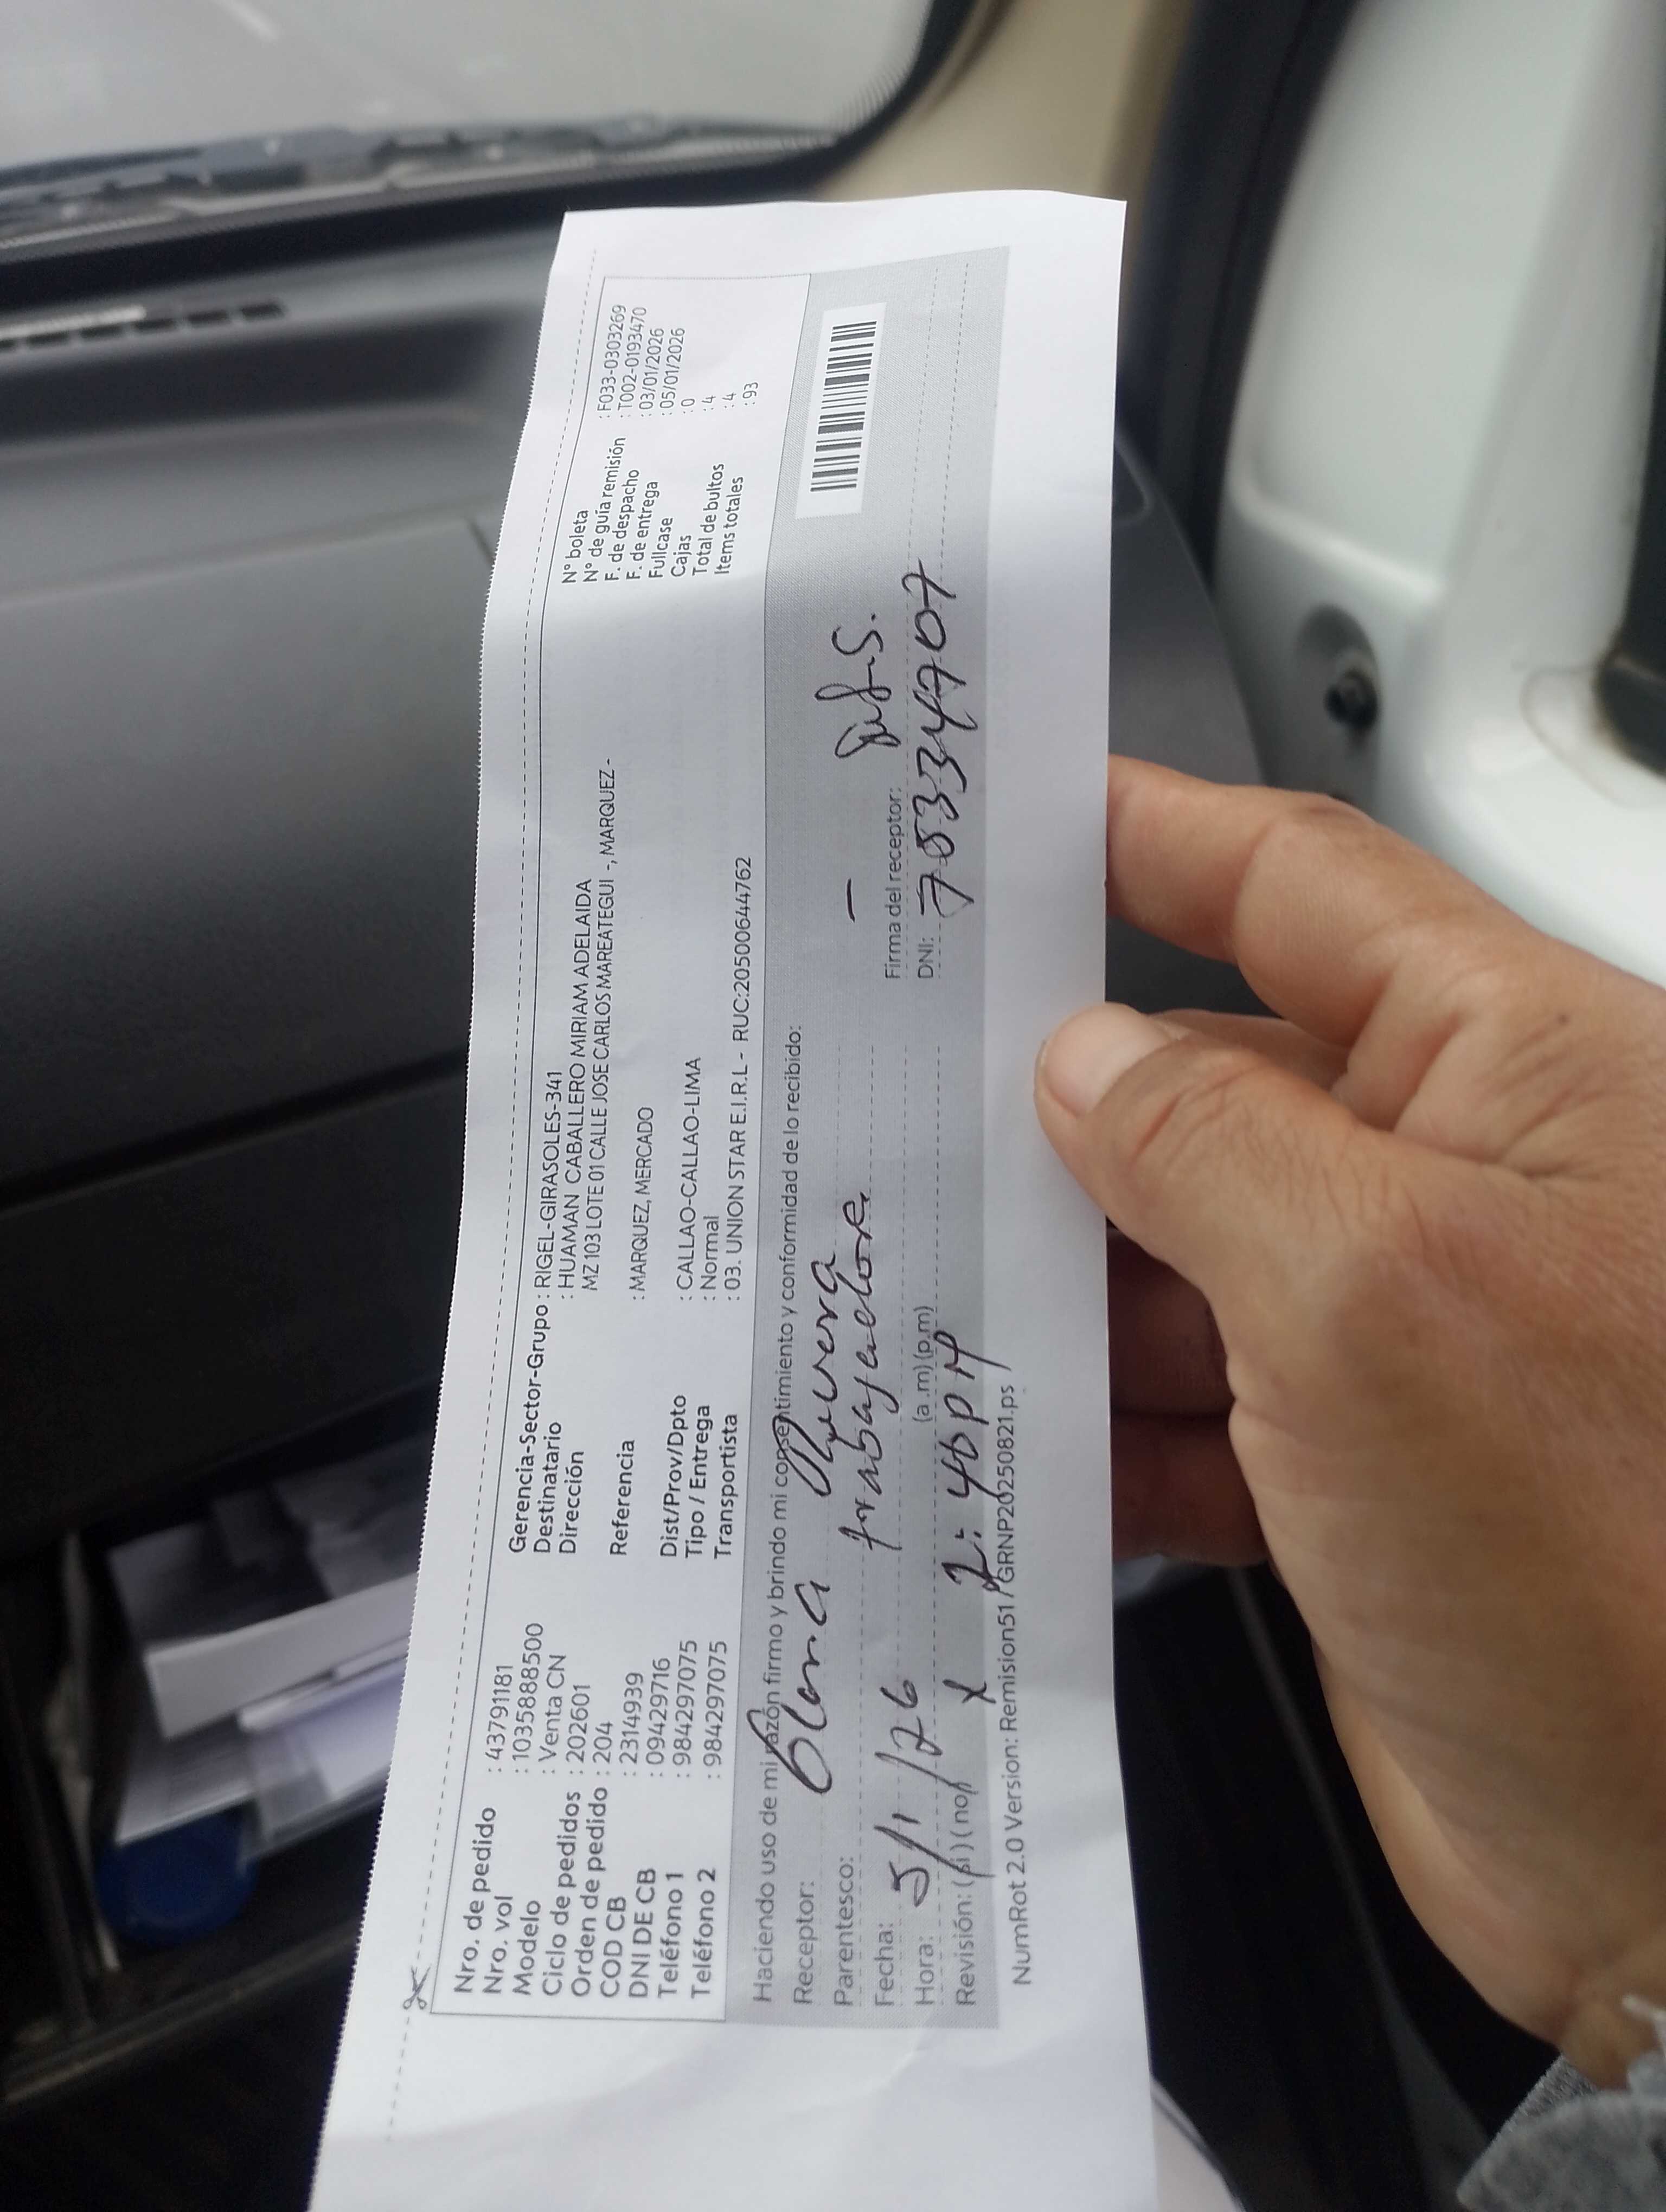 Nro. de pedido : 43791181
Nro. vol : 1035888500
Modelo : Venta CN
Ciclo de pedidos : 202601
Orden de pedido : 204
COD CB : 2314939
DNI DE CB : 09429716
Teléfono 1 : 984297075
Teléfono 2 : 984297075
Gerencia-Sector-Grupo : RIGEL-GIRASOLES-341
Destinatario : HUAMAN CABALLERO MIRIAM ADELAIDA
Dirección MZ 103 LOTE 01 CALLE JOSE CARLOS MAREATEGUI -, MARQUEZ -
Referencia : MARQUEZ, MERCADO
Dist/Prov/Dpto : CALLAO-CALLAO-LIMA
Tipo / Entrega : Normal
Transportista : 03. UNION STAR E.I.R.L - RUC:20500644762
N° boleta : F033-0303269
N° de guía remisión : T002-0193470
F. de despacho : 03/01/2026
F. de entrega : 05/01/2026
Fullcase : 0
Cajas : 4
Total de bultos : 4
Items totales : 93
Haciendo uso de mi razón firmo y brindo mi consentimiento y conformidad de lo recibido:
Receptor:
Parentesco: trabajadora
Fecha: 5/1/26
Hora: (a.m) (p.m) 2:40 PM
Revisión: (si) (no) X
Firma del receptor:
DNI:
NumRot 2.0 Version: Remision51 / GRNP20250821.ps